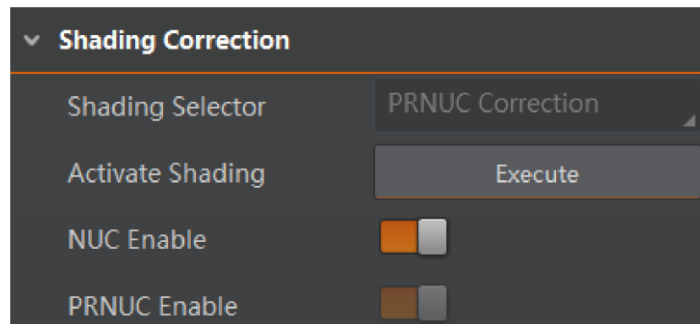 Shading Correction
Shading Selector PRNUC Correction
Activate Shading Execute
NUC Enable
PRNUC Enable